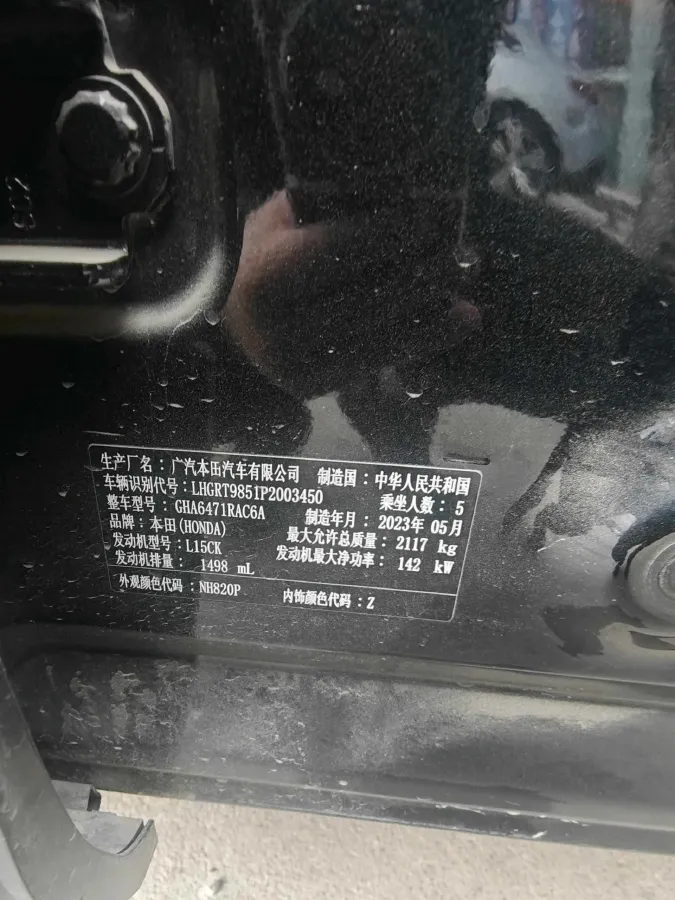 生产厂名：广汽本田汽车有限公司 制造国：中华人民共和国
车辆识别代号：LHGRT9851P2003450 乘坐人数：5
整车型号：GHA6471RAC6A 制造年月：2023年05月
品牌：本田(HONDA) 最大允许总质量：2117 kg
发动机型号：L15CK 发动机最大净功率：142 kW
发动机排量：1498 mL
外观颜色代码：NH820P 内饰颜色代码：Z